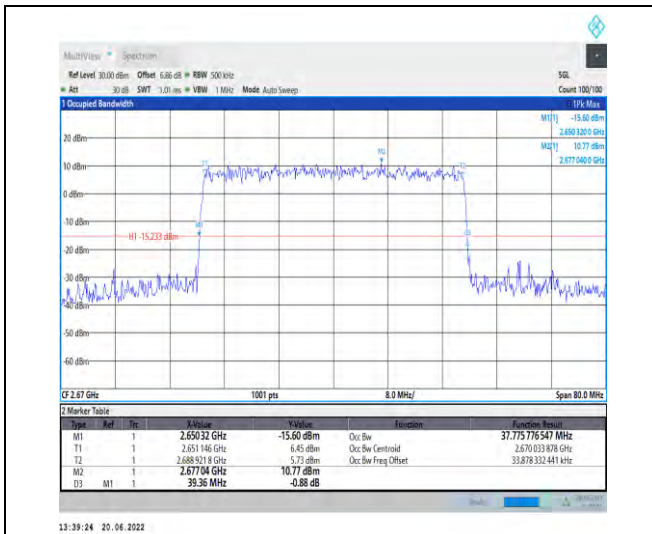 MultiView Spectrum
Ref Level 30.00 dBm Offset 6.86 dB RBW 500 kHz SGL
Att 30 dB SWT 1.01 ms VBW 1 MHz Mode Auto Sweep Count 100/100
1 Occupied Bandwidth 1Pk Max
M1[1] -15.60 dBm
2.650 320 0 GHz
M2[1] 10.77 dBm
2.677 040 0 GHz
20 dBm
M2
T1
10 dBm
0 dBm
-10 dBm
H1 -15.233 dBm
M1
-20 dBm
-30 dBm
-40 dBm
-50 dBm
-60 dBm
CF 2.67 GHz 1001 pts 8.0 MHz/ Span 80.0 MHz
2 Marker Table
Type Ref Trc X-Value Y-Value Function Function Result
M1 1 2.65032 GHz -15.60 dBm Occ Bw 37.775 776 547 MHz
T1 1 2.651 146 GHz 6.45 dBm Occ Bw Centroid 2.670 033 878 GHz
T2 1 2.688 921 8 GHz 5.73 dBm Occ Bw Freq Offset 33.878 332 441 kHz
M2 1 2.677 04 GHz 10.77 dBm
D3 M1 1 39.36 MHz -0.88 dB
13:39:24 20.06.2022